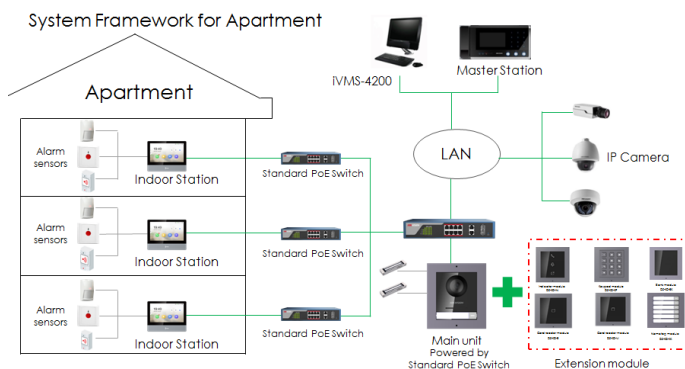 System Framework for Apartment
iVMS-4200
Master Station
Apartment
LAN
IP Camera
Alarm
sensors
Indoor Station
Standard PoE Switch
Alarm
sensors
Indoor Station
Standard PoE Switch
Alarm
sensors
Indoor Station
Standard PoE Switch
Main unit
Powered by
Standard PoE Switch
Extension module